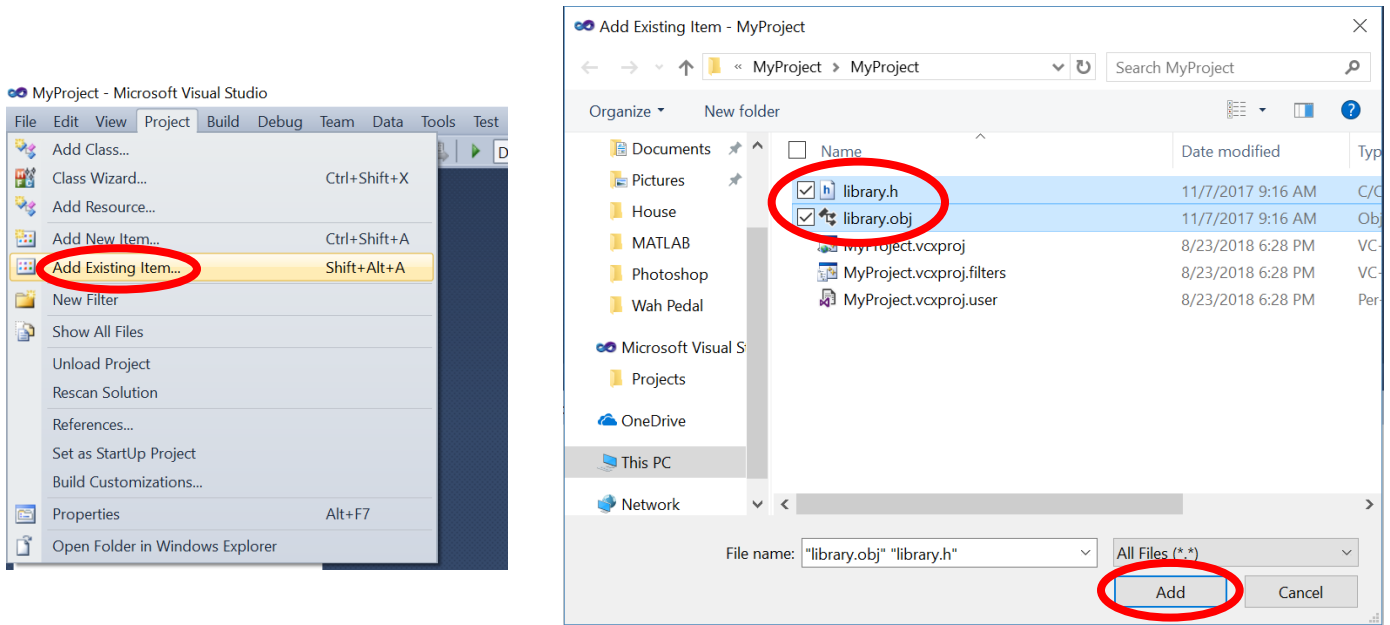 MyProject - Microsoft Visual Studio
File Edit View Project Build Debug Team Data Tools Test
Add Class...
Class Wizard... Ctrl+Shift+X
Add Resource...
Add New Item... Ctrl+Shift+A
Add Existing Item... Shift+Alt+A
New Filter
Show All Files
Unload Project
Rescan Solution
References...
Set as StartUp Project
Build Customizations...
Properties Alt+F7
Open Folder in Windows Explorer
D
Add Existing Item - MyProject
« MyProject > MyProject
Search MyProject
Organize
New folder
?
Documents
Pictures
House
MATLAB
Photoshop
Wah Pedal
Microsoft Visual S
Projects
OneDrive
This PC
Network
Name Date modified Typ
library.h 11/7/2017 9:16 AM C/C
library.obj 11/7/2017 9:16 AM Obj
MyProject.vcxproj 8/23/2018 6:28 PM VC-
MyProject.vcxproj.filters 8/23/2018 6:28 PM VC-
MyProject.vcxproj.user 8/23/2018 6:28 PM Per-
File name: "library.obj" "library.h" All Files (*.*)
Add Cancel